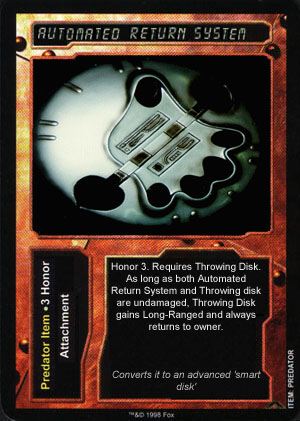 AUTOMATED RETURN SYSTEM
Predator Item • 3 Honor
Attachment
Honor 3. Requires Throwing Disk.
As long as both Automated
Return System and Throwing disk
are undamaged, Throwing Disk
gains Long-Ranged and always
returns to owner.
Converts it to an advanced 'smart
disk'
ITEM: PREDATOR
™&© 1998 Fox